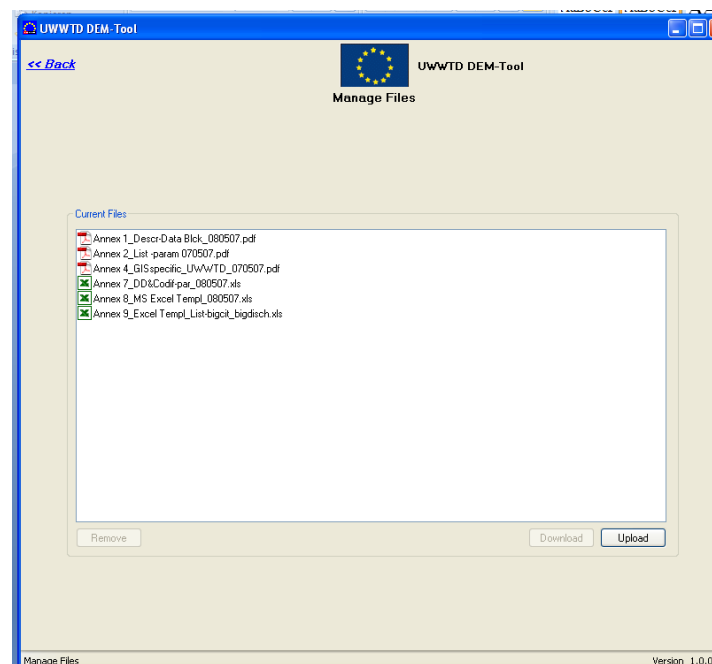 UWWTD DEM-Tool
<< Back
UWWTD DEM-Tool
Manage Files
Current Files
Annex 1_Descr-Data Blck_080507.pdf
Annex 2_List -param 070507.pdf
Annex 4_GISspecific_UWWTD_070507.pdf
Annex 7_DD&Codif-par_080507.xls
Annex 8_MS Excel Templ_080507.xls
Annex 9_Excel Templ_List-bigcit_bigdisch.xls
Remove
Download
Upload
Manage Files
Version 1.0.0